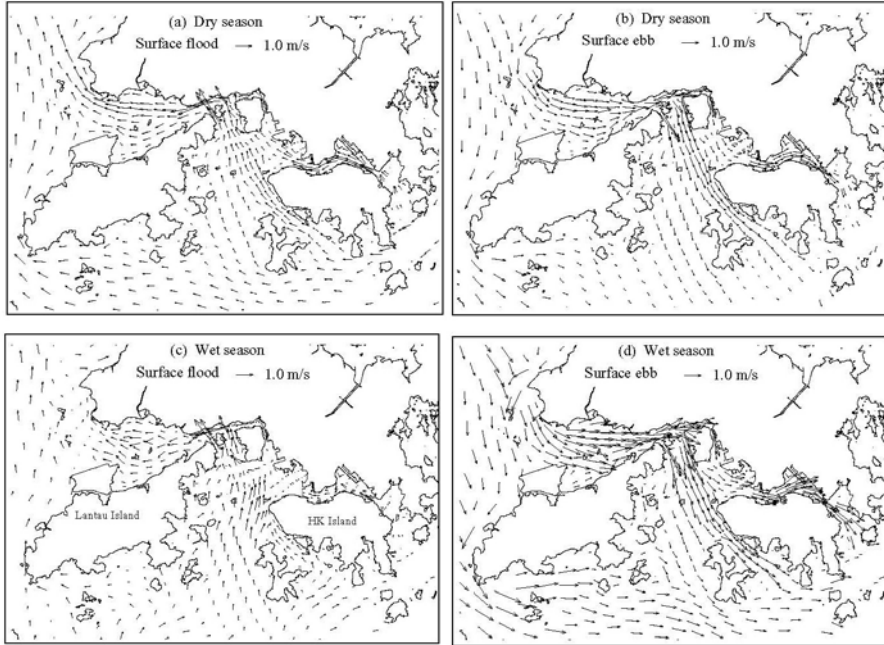 (a) Dry season
Surface flood 1.0 m/s
(b) Dry season
Surface ebb 1.0 m/s
(c) Wet season
Surface flood 1.0 m/s
Lantau Island
HK Island
(d) Wet season
Surface ebb 1.0 m/s